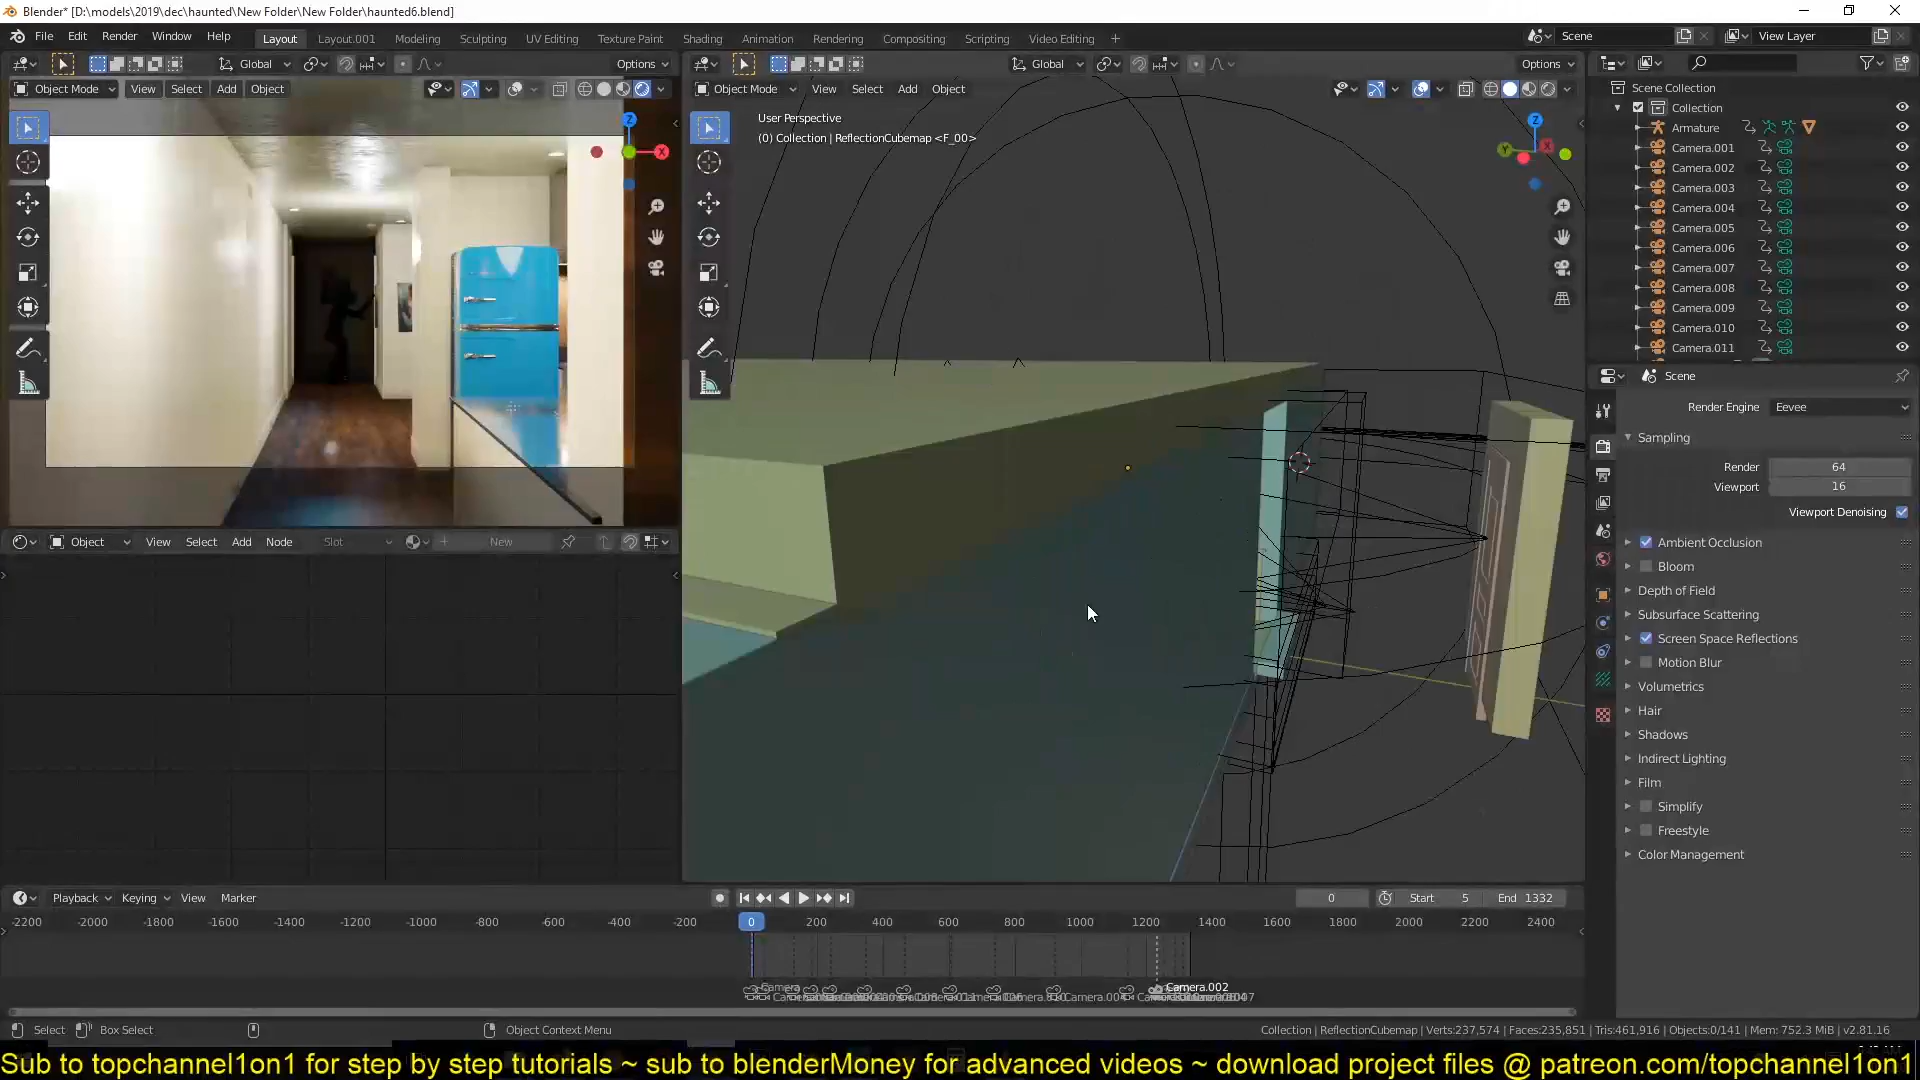 Blender* [D:\models\2019\dec\haunted\New Folder\New Folder\haunted6.blend]
File Edit Render Window Help Layout Layout.001 Modeling Sculpting UV Editing Texture Paint Shading Animation Rendering Compositing Scripting Video Editing + Scene View Layer
Global Options Global Options
Object Mode View Select Add Object Object Mode View Select Add Object
User Perspective
(0) Collection | ReflectionCubemap <F_00>
Z X
Z Y X
Scene Collection
Collection
Armature
Camera.001
Camera.002
Camera.003
Camera.004
Camera.005
Camera.006
Camera.007
Camera.008
Camera.009
Camera.010
Camera.011
Scene
Render Engine Eevee
Sampling
Render 64
Viewport 16
Viewport Denoising
Ambient Occlusion
Bloom
Depth of Field
Subsurface Scattering
Screen Space Reflections
Motion Blur
Volumetrics
Hair
Shadows
Indirect Lighting
Film
Simplify
Freestyle
Color Management
Object View Select Add Node Object Slot New
Playback Keying View Marker 0 Start 5 End 1332
-2200 -2000 -1800 -1600 -1400 -1200 -1000 -800 -600 -400 -200 0 200 400 600 800 1000 1200 1400 1600 1800 2000 2200 2400
Camera Camera.002
Select Box Select Object Context Menu Collection | ReflectionCubemap | Verts:237,574 | Faces:235,851 | Tris:461,916 | Objects:0/141 | Mem: 752.3 MiB | v2.81.16
Sub to topchannel1on1 for step by step tutorials ~ sub to blenderMoney for advanced videos ~ download project files @ patreon.com/topchannel1on1